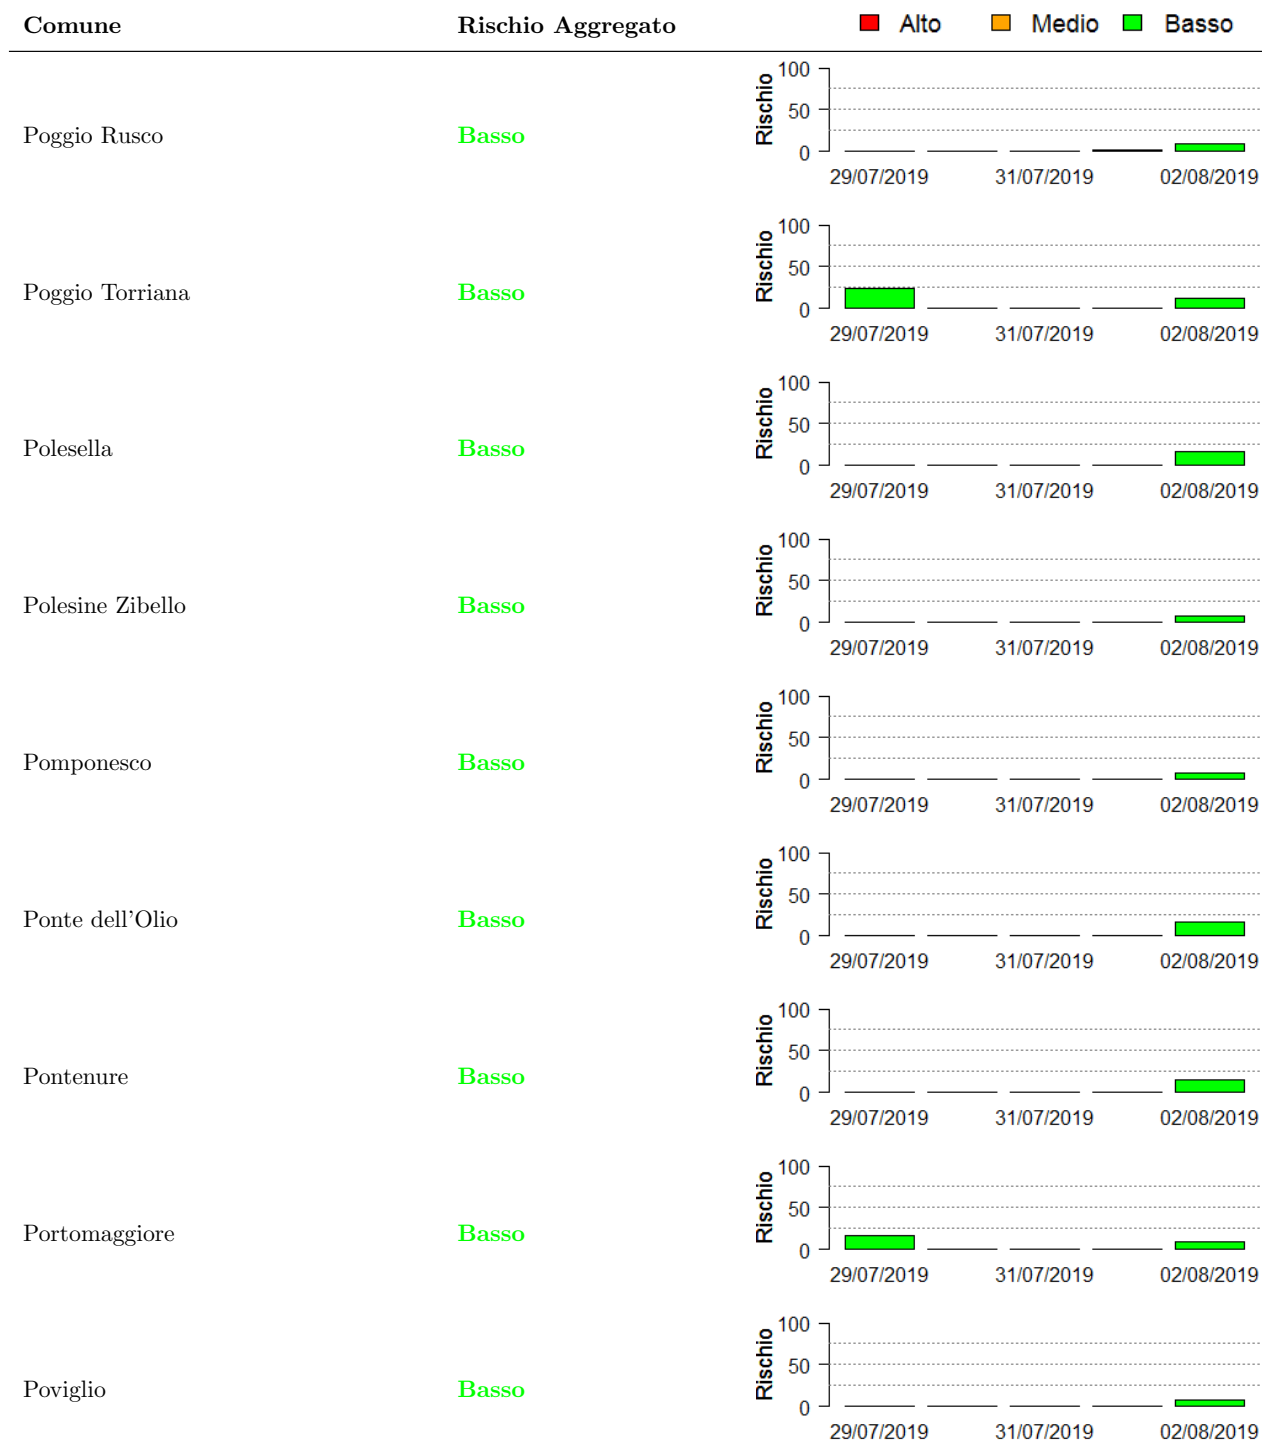 Comune Rischio Aggregato Alto Medio Basso
100
50
0
Rischio
Poggio Rusco Basso
29/07/2019 31/07/2019 02/08/2019
100
50
0
Rischio
Poggio Torriana Basso
29/07/2019 31/07/2019 02/08/2019
100
50
0
Rischio
Polesella Basso
29/07/2019 31/07/2019 02/08/2019
100
50
0
Rischio
Polesine Zibello Basso
29/07/2019 31/07/2019 02/08/2019
100
50
0
Rischio
Pomponesco Basso
29/07/2019 31/07/2019 02/08/2019
100
50
0
Rischio
Ponte dell'Olio Basso
29/07/2019 31/07/2019 02/08/2019
100
50
0
Rischio
Pontenure Basso
29/07/2019 31/07/2019 02/08/2019
100
50
0
Rischio
Portomaggiore Basso
29/07/2019 31/07/2019 02/08/2019
100
50
0
Rischio
Poviglio Basso
29/07/2019 31/07/2019 02/08/2019